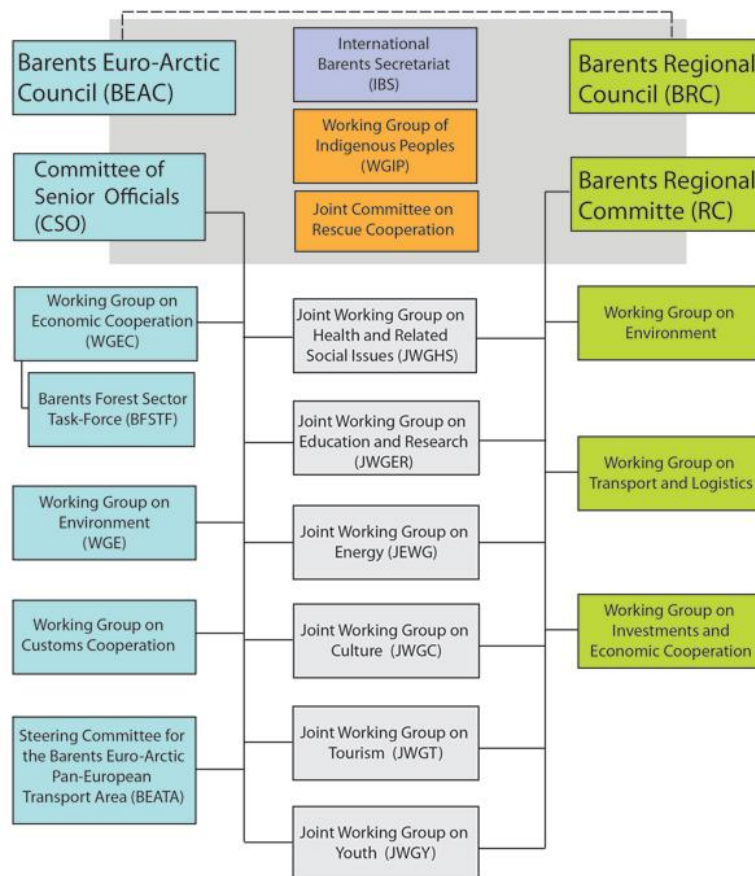 Barents Euro-Arctic
Council (BEAC)
International
Barents Secretariat
(IBS)
Barents Regional
Council (BRC)
Working Group of
Indigenous Peoples
(WGIP)
Committee of
Senior Officials
(CSO)
Joint Committee on
Rescue Cooperation
Barents Regional
Committe (RC)
Working Group on
Economic Cooperation
(WGEC)
Barents Forest Sector
Task-Force (BFSTF)
Working Group on
Environment
(WGE)
Working Group on
Customs Cooperation
Steering Committee for
the Barents Euro-Arctic
Pan-European
Transport Area (BEATA)
Joint Working Group on
Health and Related
Social Issues (JWGHS)
Joint Working Group on
Education and Research
(JWGER)
Joint Working Group on
Energy (JEWG)
Joint Working Group on
Culture (JWGC)
Joint Working Group on
Tourism (JWGT)
Joint Working Group on
Youth (JWGY)
Working Group on
Environment
Working Group on
Transport and Logistics
Working Group on
Investments and
Economic Cooperation